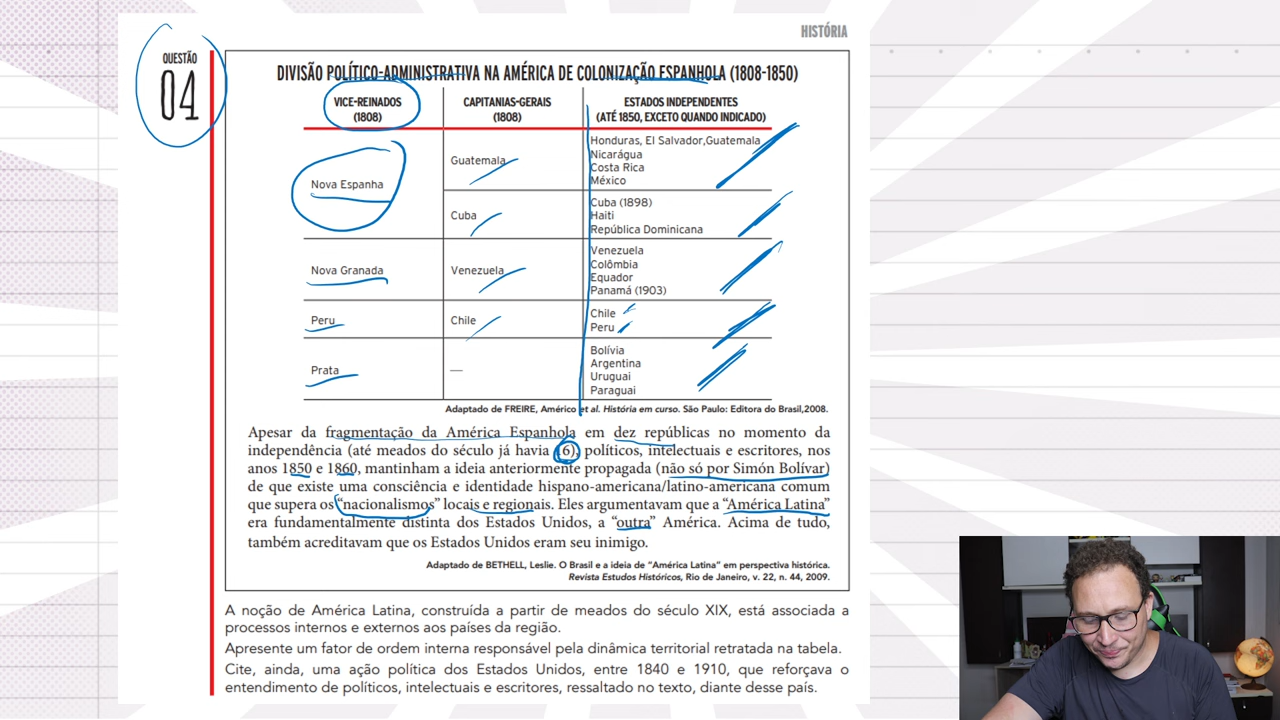 HISTÓRIA
QUESTÃO
04
DIVISÃO POLÍTICO-ADMINISTRATIVA NA AMÉRICA DE COLONIZAÇÃO ESPANHOLA (1808-1850)
VICE-REINADOS
(1808)
CAPITANIAS-GERAIS
(1808)
ESTADOS INDEPENDENTES
(ATÉ 1850, EXCETO QUANDO INDICADO)
Nova Espanha
Guatemala
Honduras, El Salvador,Guatemala
Nicarágua
Costa Rica
México
Cuba
Cuba (1898)
Haiti
República Dominicana
Nova Granada
Venezuela
Venezuela
Colômbia
Equador
Panamá (1903)
Peru
Chile
Chile
Peru
Prata
—
Bolívia
Argentina
Uruguai
Paraguai
Adaptado de FREIRE, Américo et al. História em curso. São Paulo: Editora do Brasil,2008.
Apesar da fragmentação da América Espanhola em dez repúblicas no momento da
independência (até meados do século já havia 16), políticos, intelectuais e escritores, nos
anos 1850 e 1860, mantinham a ideia anteriormente propagada (não só por Simón Bolívar)
de que existe uma consciência e identidade hispano-americana/latino-americana comum
que supera os “nacionalismos” locais e regionais. Eles argumentavam que a “América Latina”
era fundamentalmente distinta dos Estados Unidos, a “outra” América. Acima de tudo,
também acreditavam que os Estados Unidos eram seu inimigo.
Adaptado de BETHELL, Leslie. O Brasil e a ideia de “América Latina” em perspectiva histórica.
Revista Estudos Históricos, Rio de Janeiro, v. 22, n. 44, 2009.
A noção de América Latina, construída a partir de meados do século XIX, está associada a
processos internos e externos aos países da região.
Apresente um fator de ordem interna responsável pela dinâmica territorial retratada na tabela.
Cite, ainda, uma ação política dos Estados Unidos, entre 1840 e 1910, que reforçava o
entendimento de políticos, intelectuais e escritores, ressaltado no texto, diante desse país.